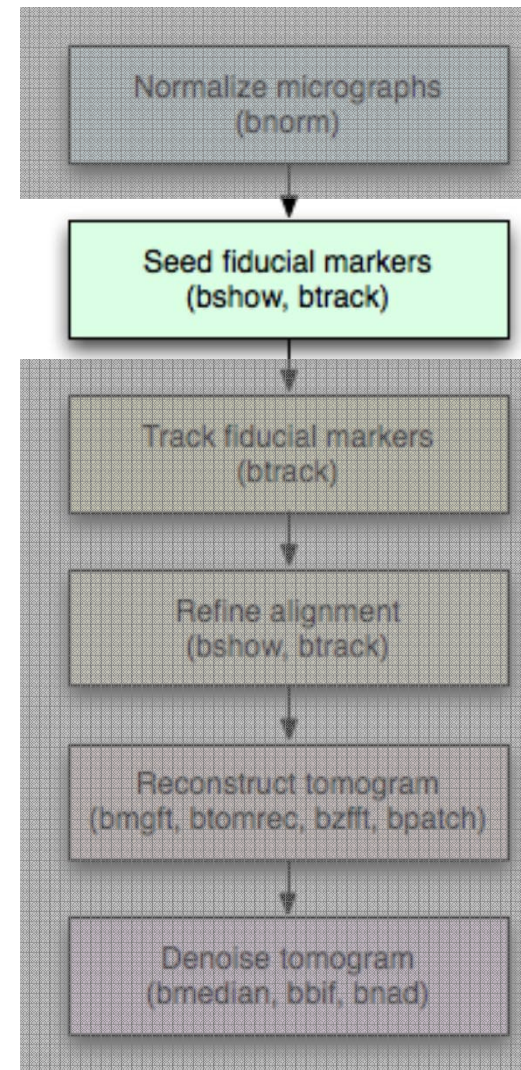 Normalize micrographs
(bnorm)
Seed fiducial markers
(bshow, btrack)
Track fiducial markers
(btrack)
Refine alignment
(bshow, btrack)
Reconstruct tomogram
(bmgft, btomrec, bzfft, bpatch)
Denoise tomogram
(bmedian, bbif, bnad)